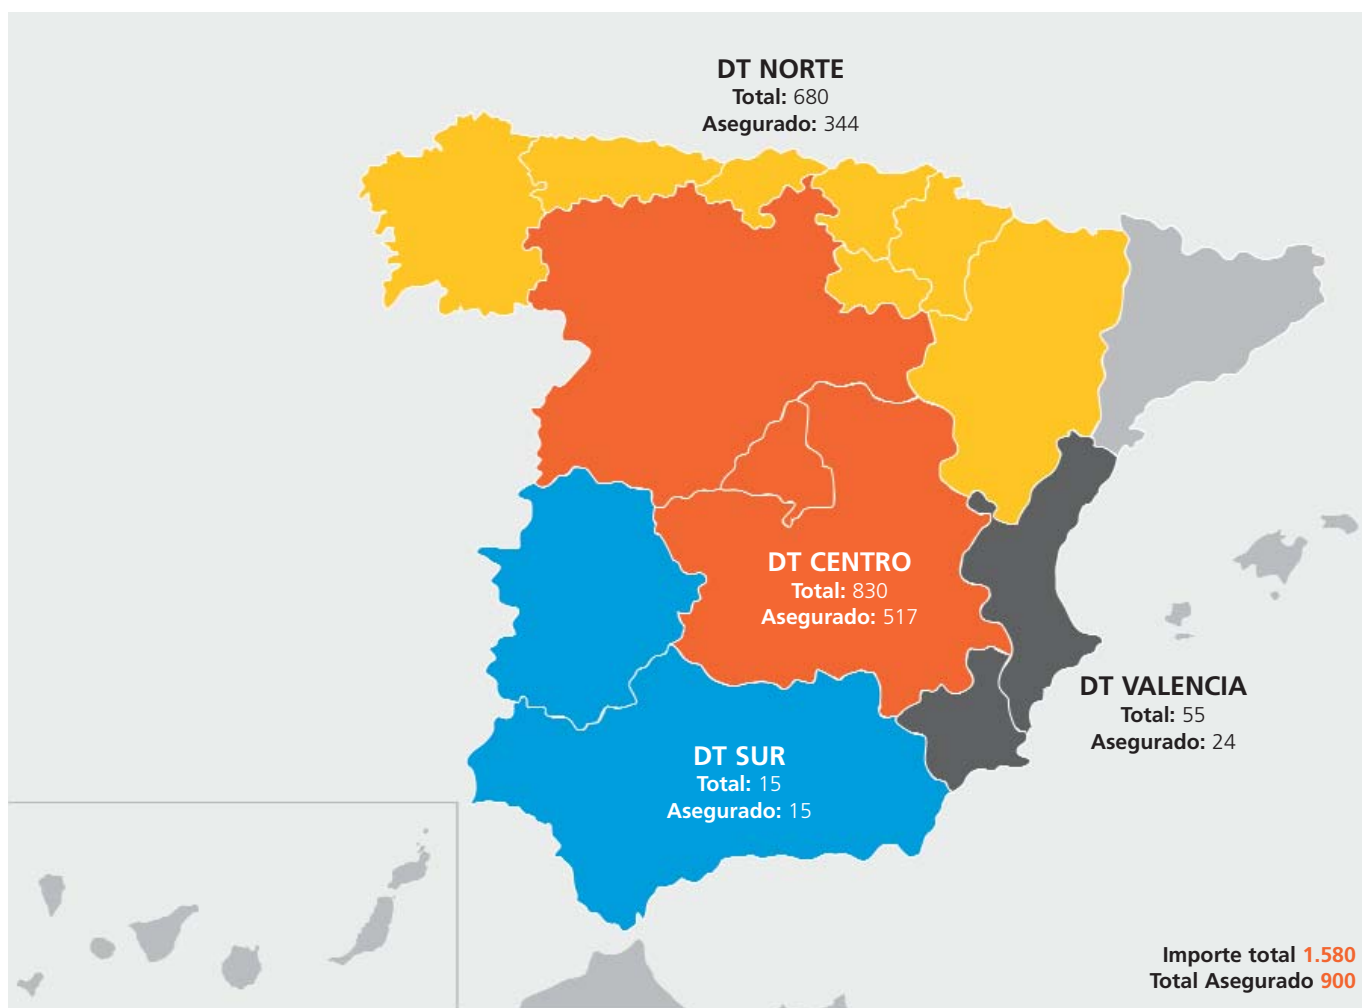 DT NORTE
Total: 680
Asegurado: 344
DT CENTRO
Total: 830
Asegurado: 517
DT VALENCIA
Total: 55
Asegurado: 24
DT SUR
Total: 15
Asegurado: 15
Importe total 1.580
Total Asegurado 900